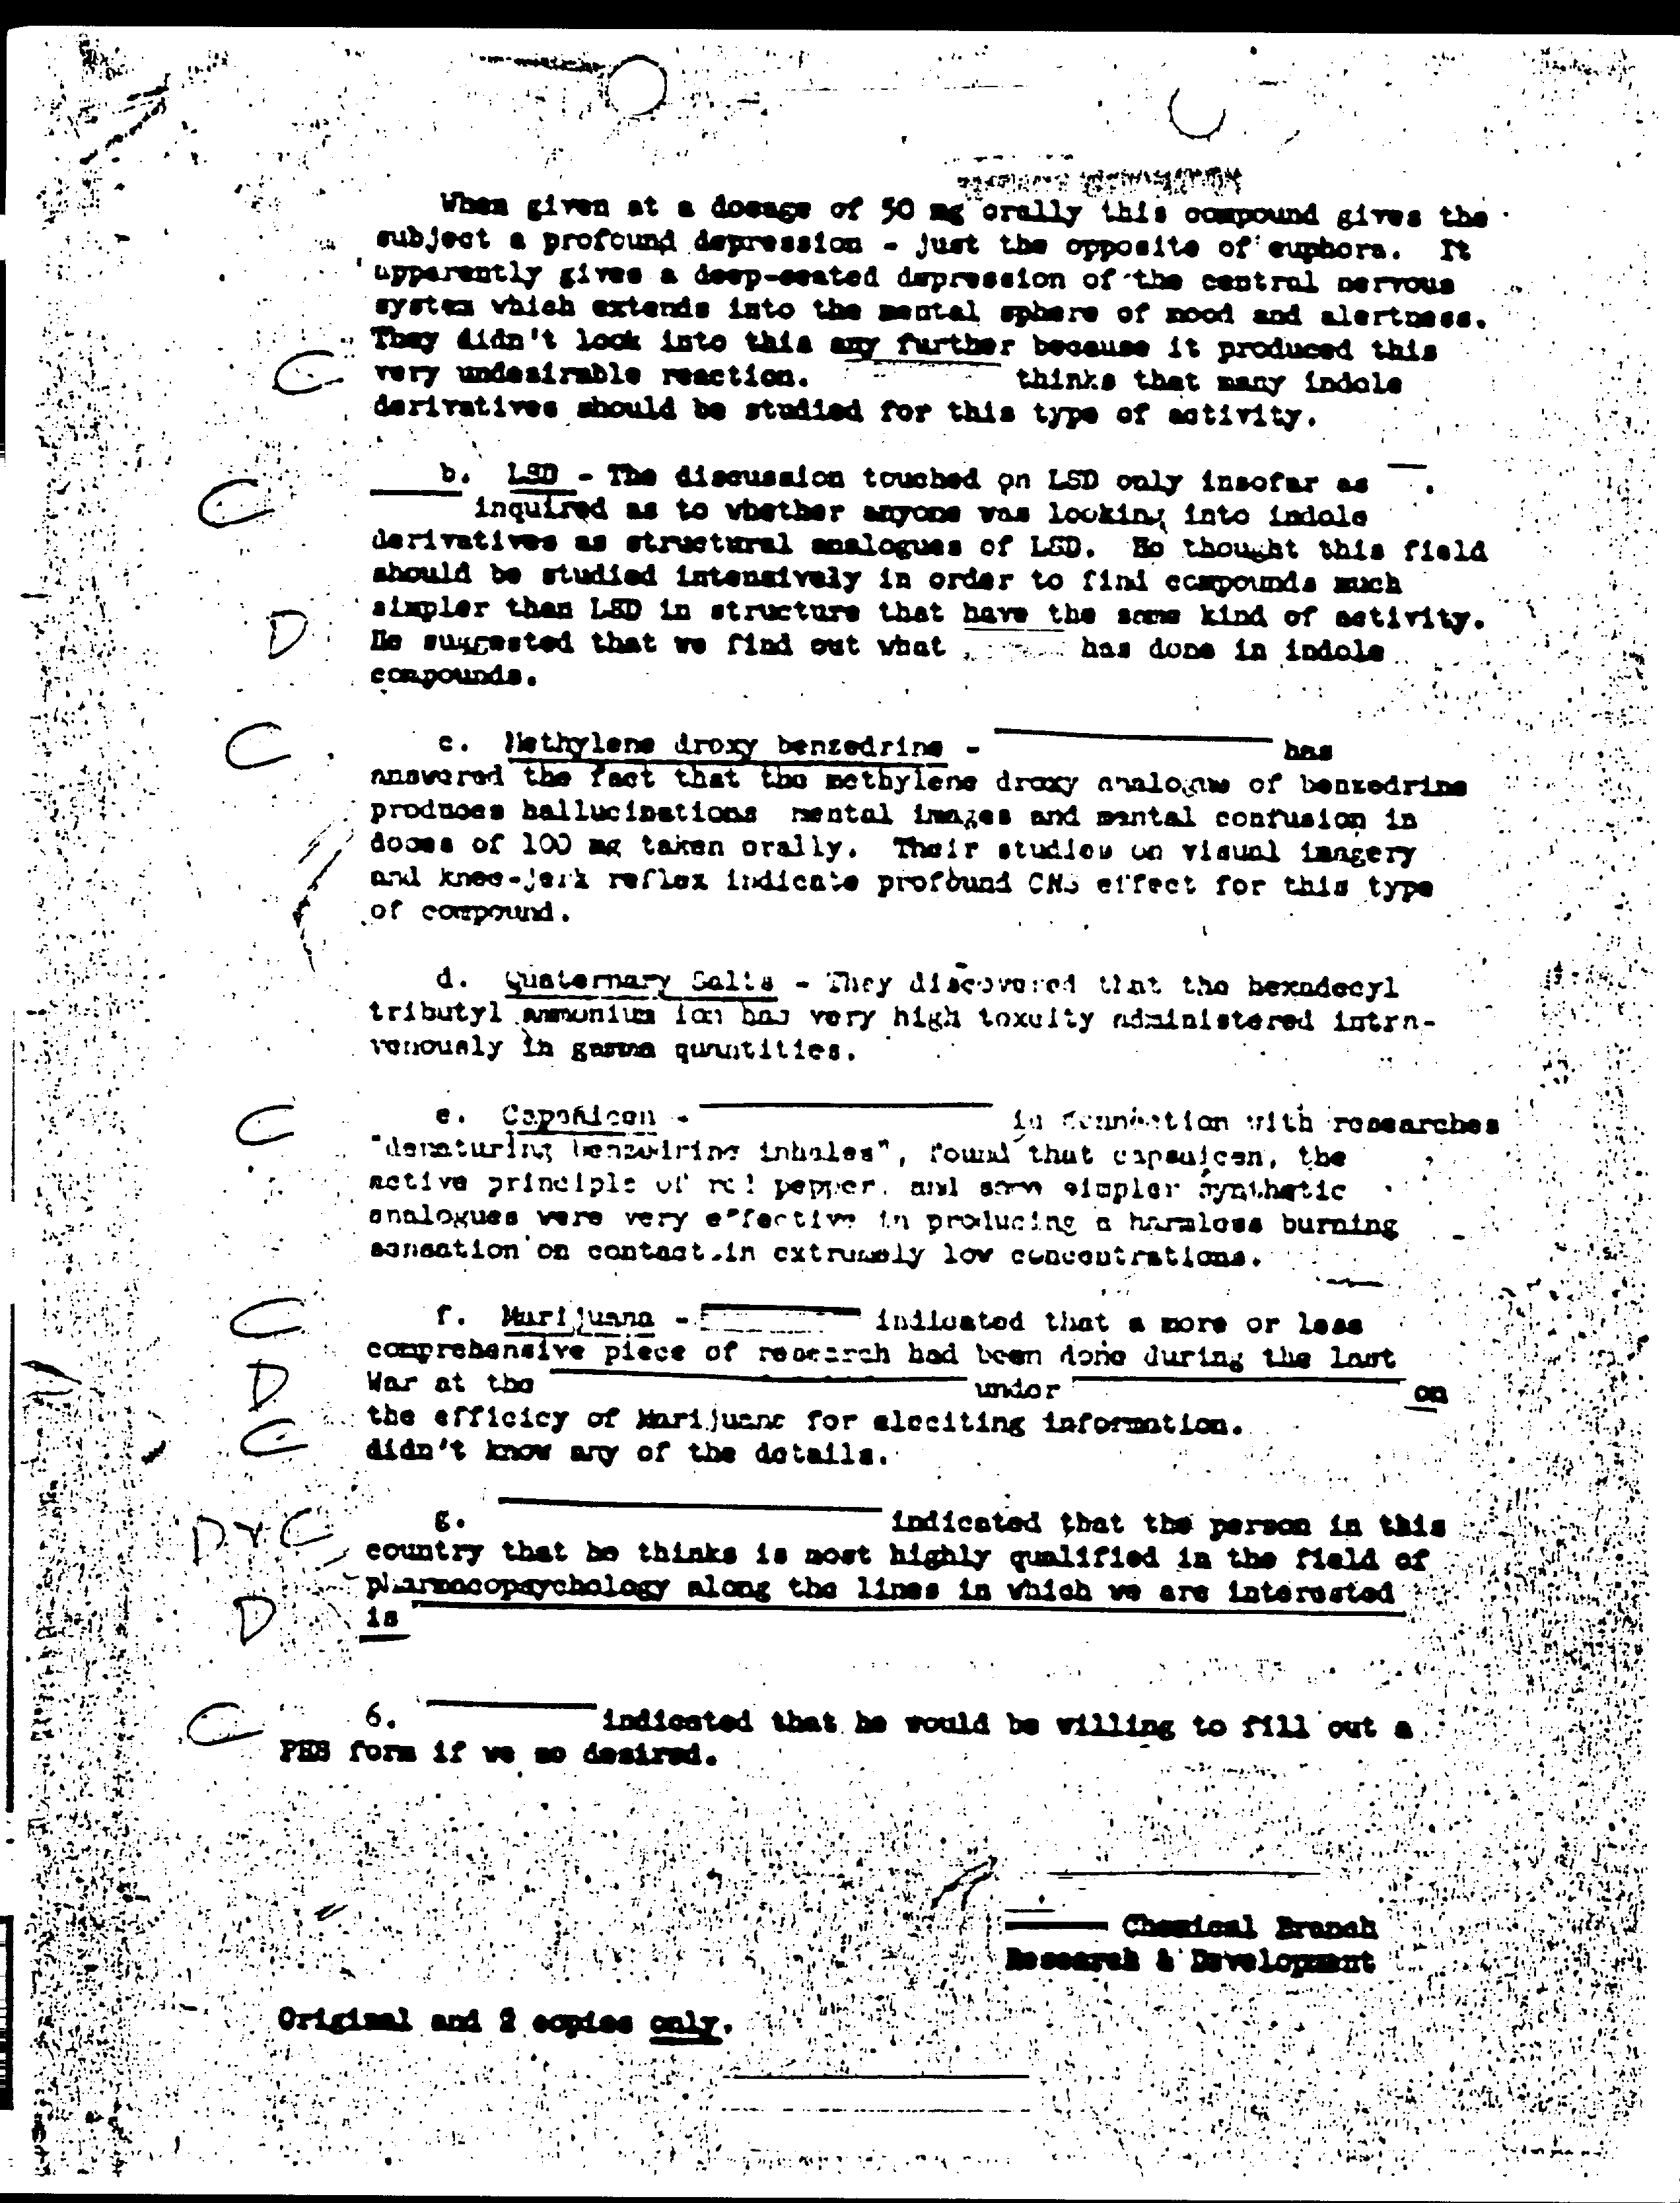 When given at a dosage of 50 mg orally this compound gives the
subject a profound depression - just the opposite of euphora. It
apparently gives a deep-seated depression of the central nervous
system which extends into the mental sphere of mood and alertness.
They didn't look into this any further because it produced this
C very undesirable reaction. thinks that many indole
derivatives should be studied for this type of activity.
b. LSD - The discussion touched on LSD only insofar as
C inquired as to whether anyone was looking into indole
derivatives as structural analogues of LSD. He thought this field
should be studied intensively in order to find compounds much
simpler than LSD in structure that have the same kind of activity.
D He suggested that we find out what has done in indole
compounds.
C c. Methylene droxy benzedrine - has
answered the fact that the methylene droxy analogue of benzedrine
produces hallucinations mental images and mental confusion in
doses of 100 mg taken orally. Their studies on visual imagery
and knee-jerk reflex indicate profound CNS effect for this type
of compound.
d. Quaternary Salts - They discovered that the hexadecyl
tributyl ammonium ion has very high toxcity administered intra-
venously in gamma quantities.
C e. Capsaicen - in connection with researches
"denaturing benzedrine inhales", found that capsaicen, the
active principle of red pepper, and some simpler synthetic
analogues were very effective in producing a harmless burning
sensation on contact in extremely low concentrations.
C f. Marijuana - indicated that a more or less
comprehensive piece of research had been done during the last
D War at the under on
C the efficicy of Marijuana for eleciting information.
didn't know any of the details.
D Y C g. indicated that the person in this
country that he thinks is most highly qualified in the field of
pharmacopsychology along the lines in which we are interested
D is
C 6. indicated that he would be willing to fill out a
PHS form if we so desired.
Chemical Branch
Research & Development
Original and 2 copies only.